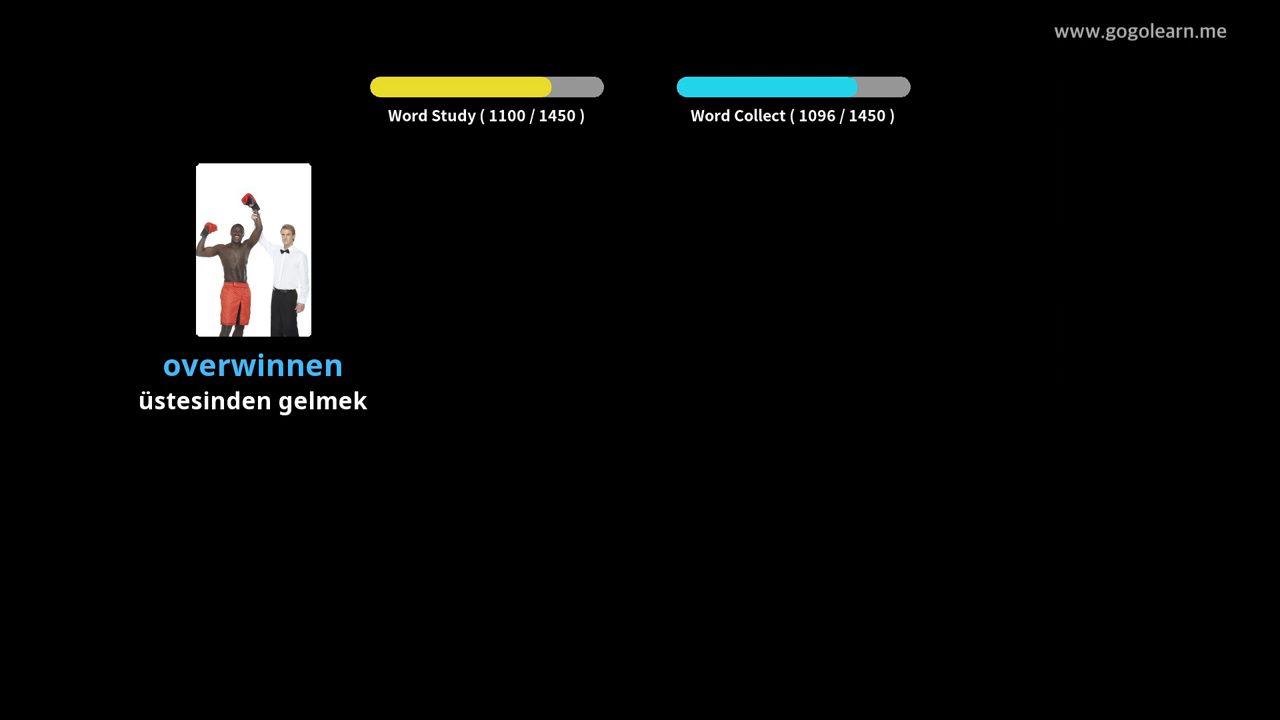 www.gogolearn.me
Word Study ( 1100 / 1450 )
Word Collect ( 1096 / 1450 )
overwinnen
üstesinden gelmek